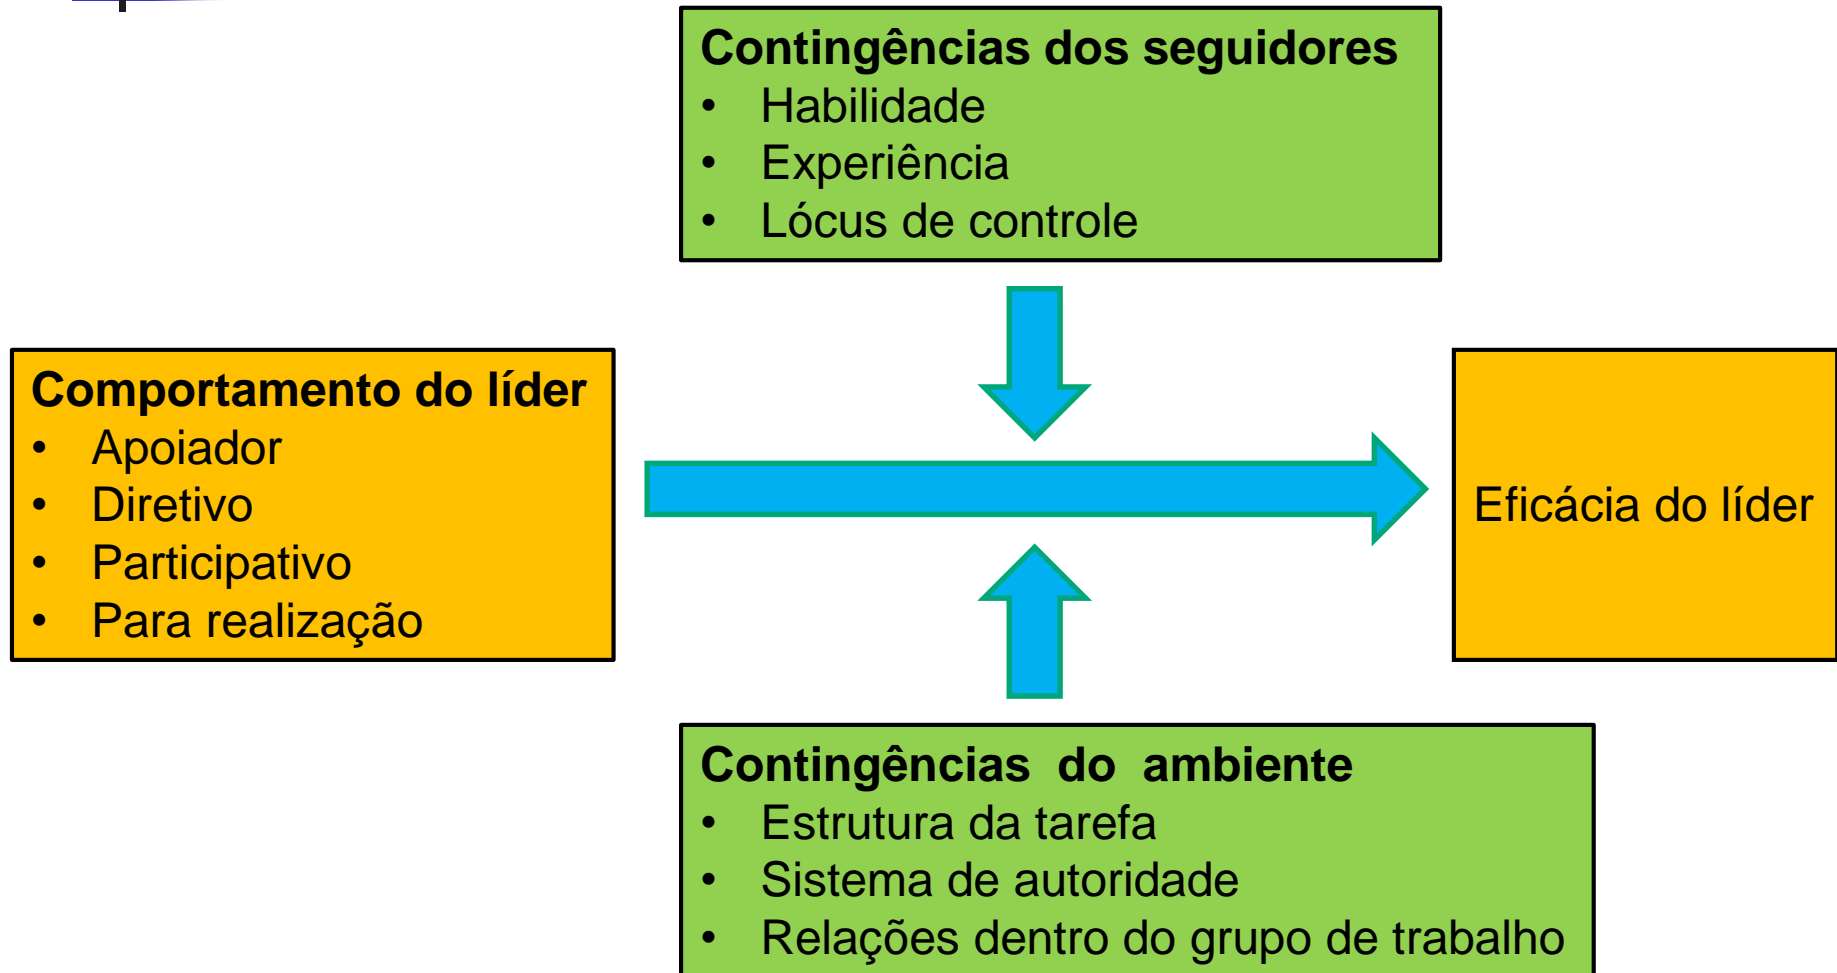 Contingências dos seguidores
• Habilidade
• Experiência
• Lócus de controle
Comportamento do líder
• Apoiador
• Diretivo
• Participativo
• Para realização
Eficácia do líder
Contingências do ambiente
• Estrutura da tarefa
• Sistema de autoridade
• Relações dentro do grupo de trabalho